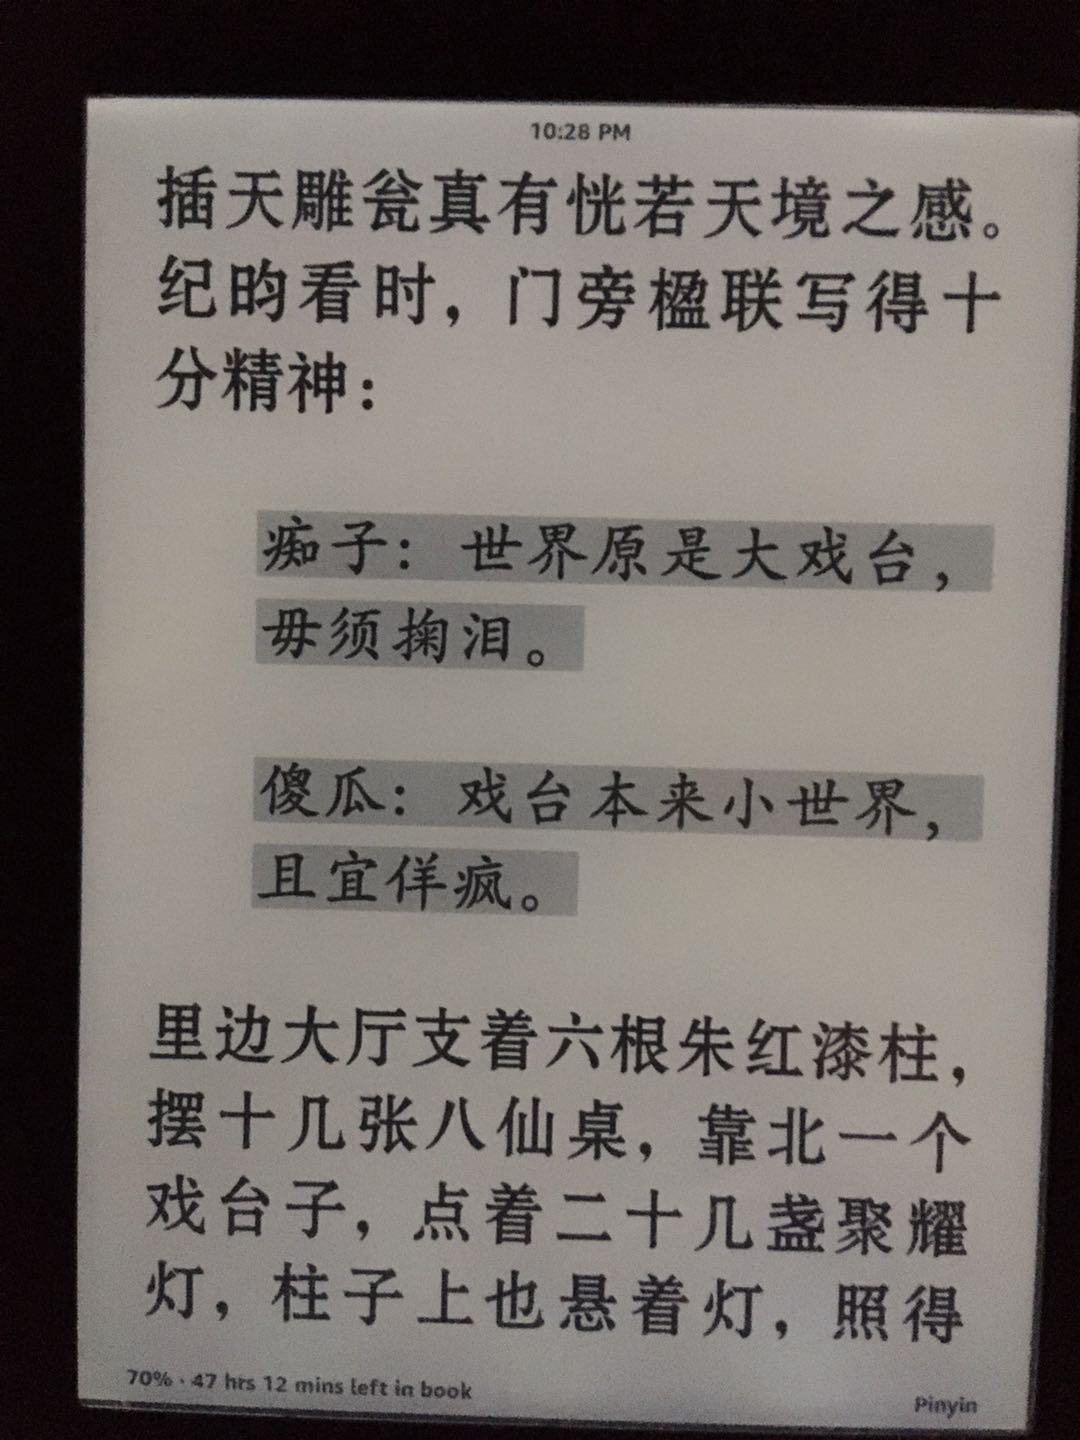 10:28 PM
插天雕瓮真有恍若天境之感。
纪昀看时，门旁楹联写得十
分精神：
痴子：世界原是大戏台，
毋须掬泪。
傻瓜：戏台本来小世界，
且宜佯疯。
里边大厅支着六根朱红漆柱，
摆十几张八仙桌，靠北一个
戏台子，点着二十几盏聚耀
灯，柱子上也悬着灯，照得
70% · 47 hrs 12 mins left in book
Pinyin